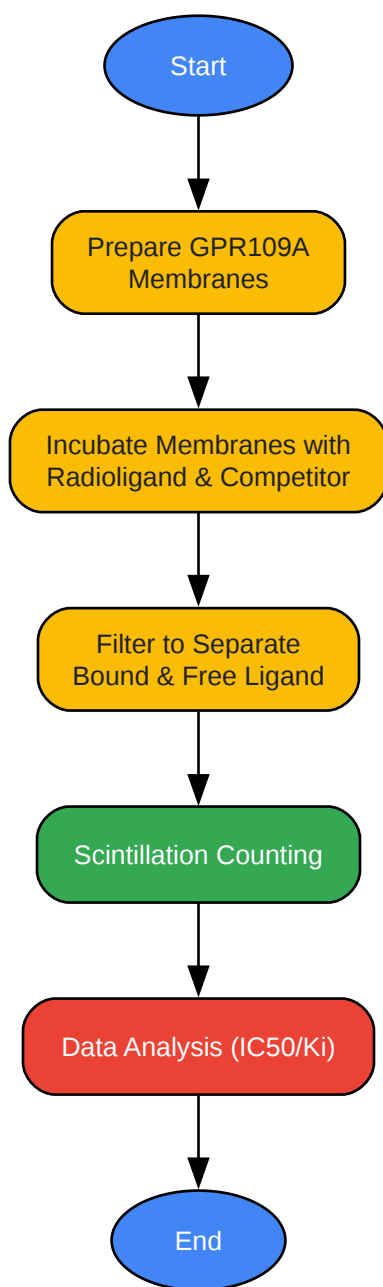 Start
Prepare GPR109A
Membranes
Incubate Membranes with
Radioligand & Competitor
Filter to Separate
Bound & Free Ligand
Scintillation Counting
Data Analysis (IC50/Ki)
End